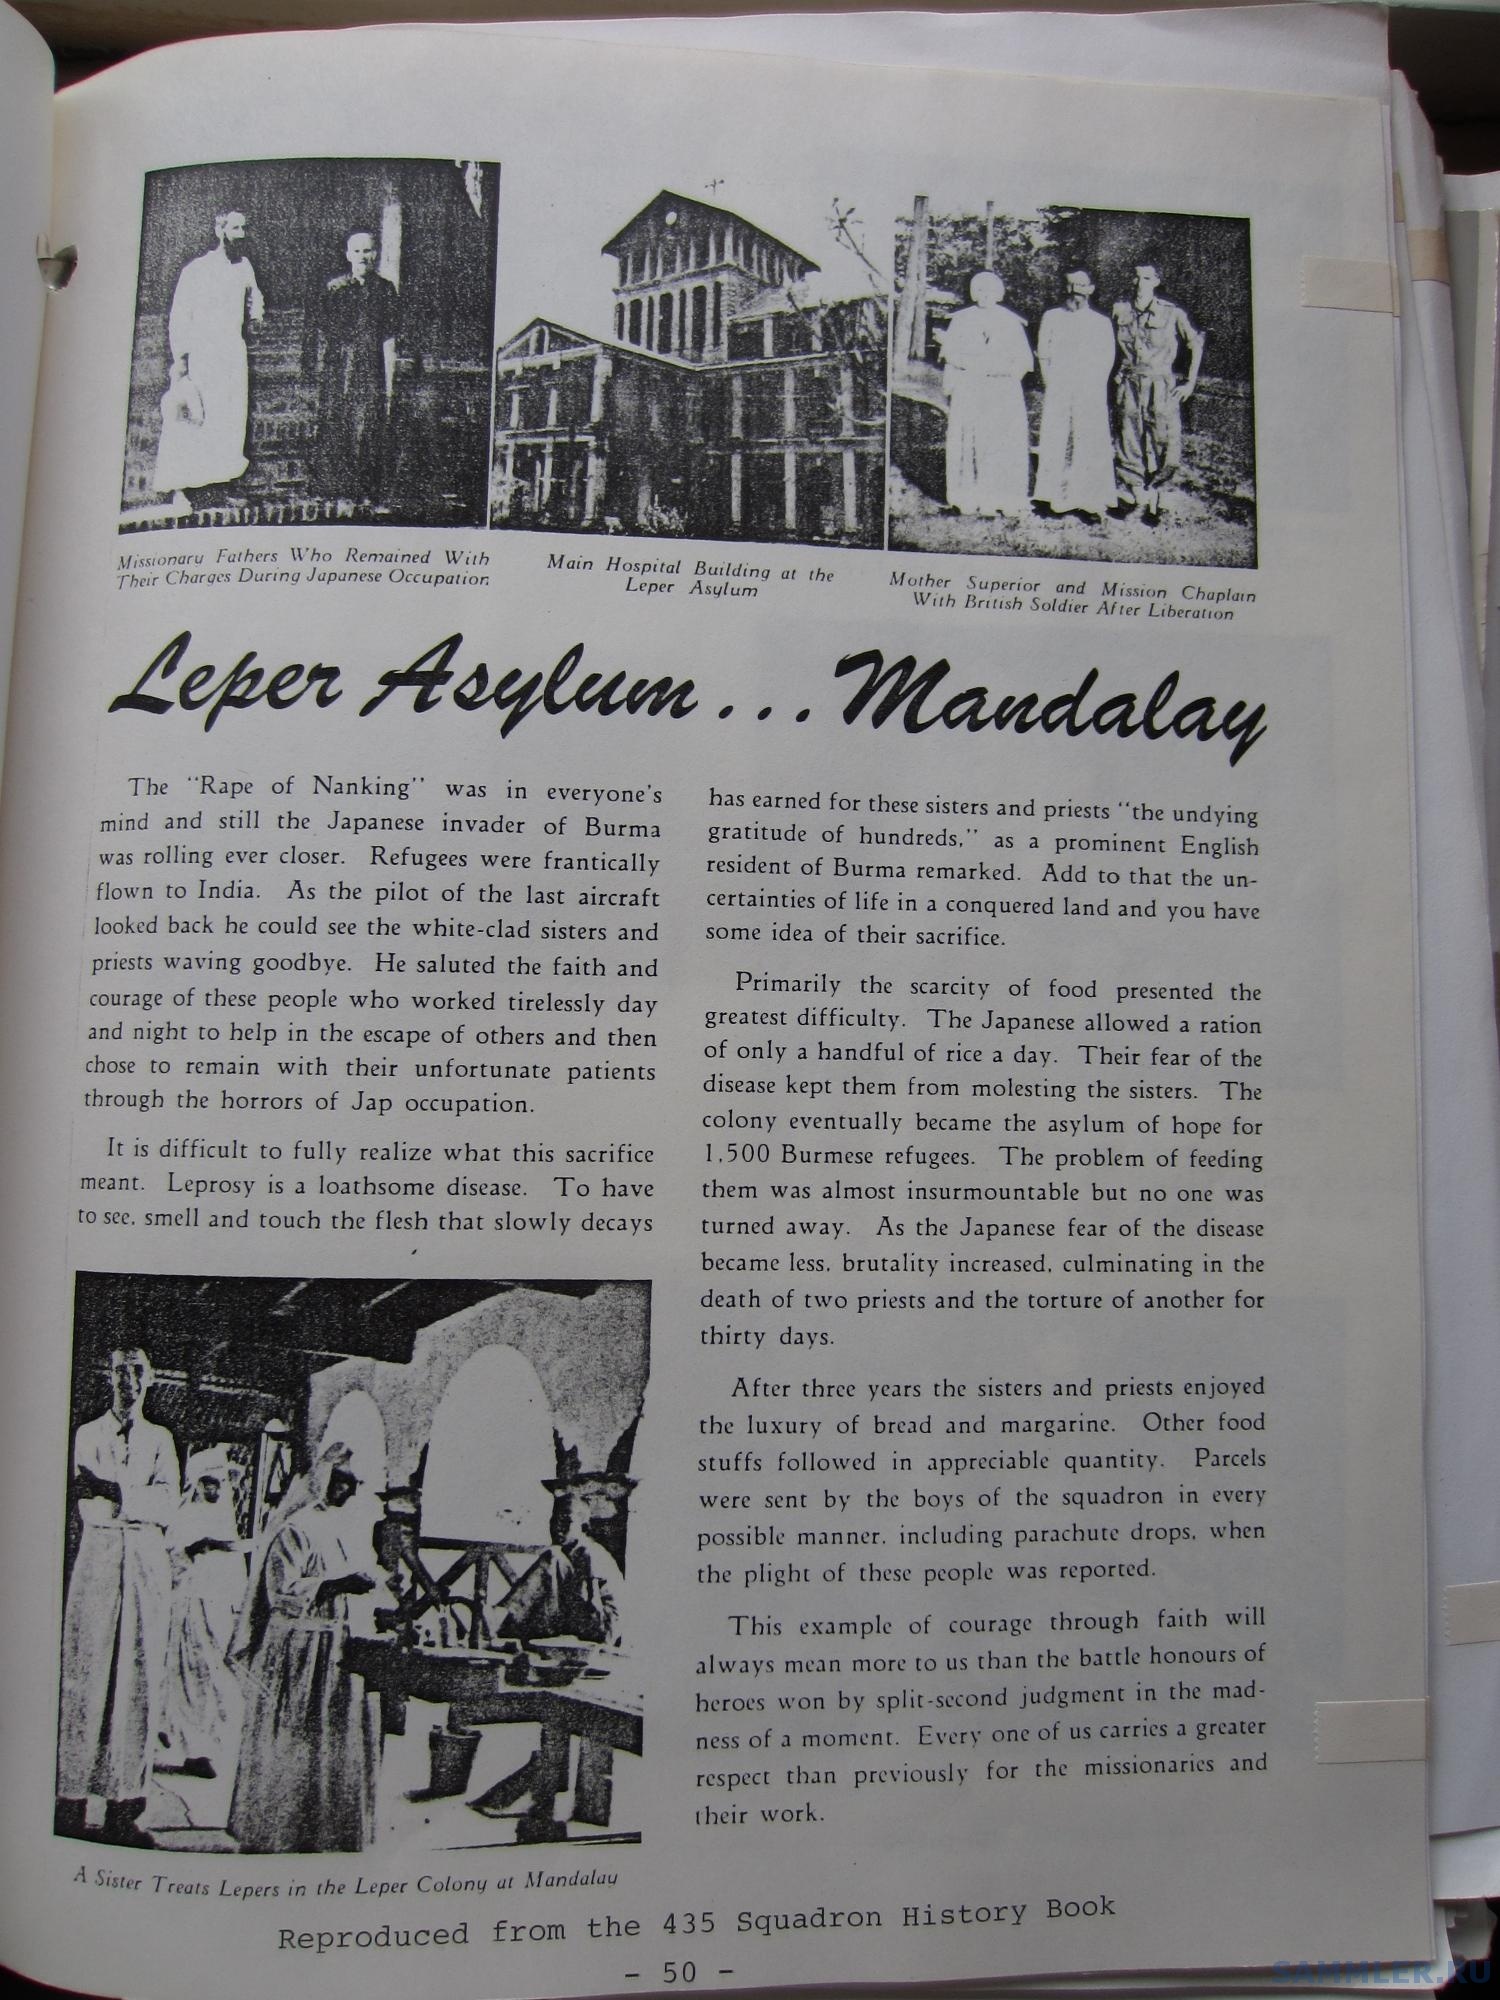 Missionary Fathers Who Remained With
Their Charges During Japanese Occupation.
Main Hospital Building at the
Leper Asylum
Mother Superior and Mission Chaplain
With British Soldier After Liberation
Leper Asylum . . . Mandalay
The "Rape of Nanking" was in everyone's
mind and still the Japanese invader of Burma
was rolling ever closer. Refugees were frantically
flown to India. As the pilot of the last aircraft
looked back he could see the white-clad sisters and
priests waving goodbye. He saluted the faith and
courage of these people who worked tirelessly day
and night to help in the escape of others and then
chose to remain with their unfortunate patients
through the horrors of Jap occupation.
It is difficult to fully realize what this sacrifice
meant. Leprosy is a loathsome disease. To have
to see, smell and touch the flesh that slowly decays
A Sister Treats Lepers in the Leper Colony at Mandalay
has earned for these sisters and priests "the undying
gratitude of hundreds," as a prominent English
resident of Burma remarked. Add to that the un-
certainties of life in a conquered land and you have
some idea of their sacrifice.
Primarily the scarcity of food presented the
greatest difficulty. The Japanese allowed a ration
of only a handful of rice a day. Their fear of the
disease kept them from molesting the sisters. The
colony eventually became the asylum of hope for
1,500 Burmese refugees. The problem of feeding
them was almost insurmountable but no one was
turned away. As the Japanese fear of the disease
became less, brutality increased, culminating in the
death of two priests and the torture of another for
thirty days.
After three years the sisters and priests enjoyed
the luxury of bread and margarine. Other food
stuffs followed in appreciable quantity. Parcels
were sent by the boys of the squadron in every
possible manner, including parachute drops, when
the plight of these people was reported.
This example of courage through faith will
always mean more to us than the battle honours of
heroes won by split-second judgment in the mad-
ness of a moment. Every one of us carries a greater
respect than previously for the missionaries and
their work.
Reproduced from the 435 Squadron History Book
- 50 -
SAMMLER.RU